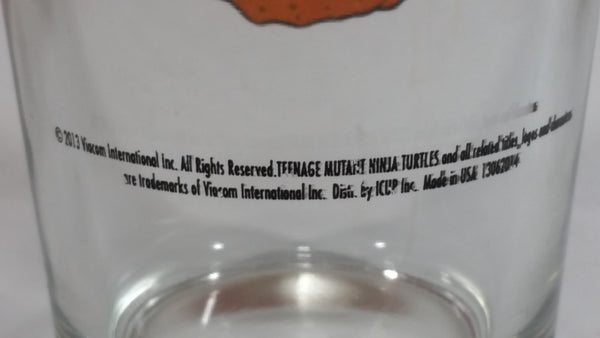 © 2013 Viacom International Inc. All Rights Reserved. TEENAGE MUTANT NINJA TURTLES and all related titles, logos and characters
are trademarks of Viacom International Inc. Dist. by ICUP Inc. Made in USA 13062014